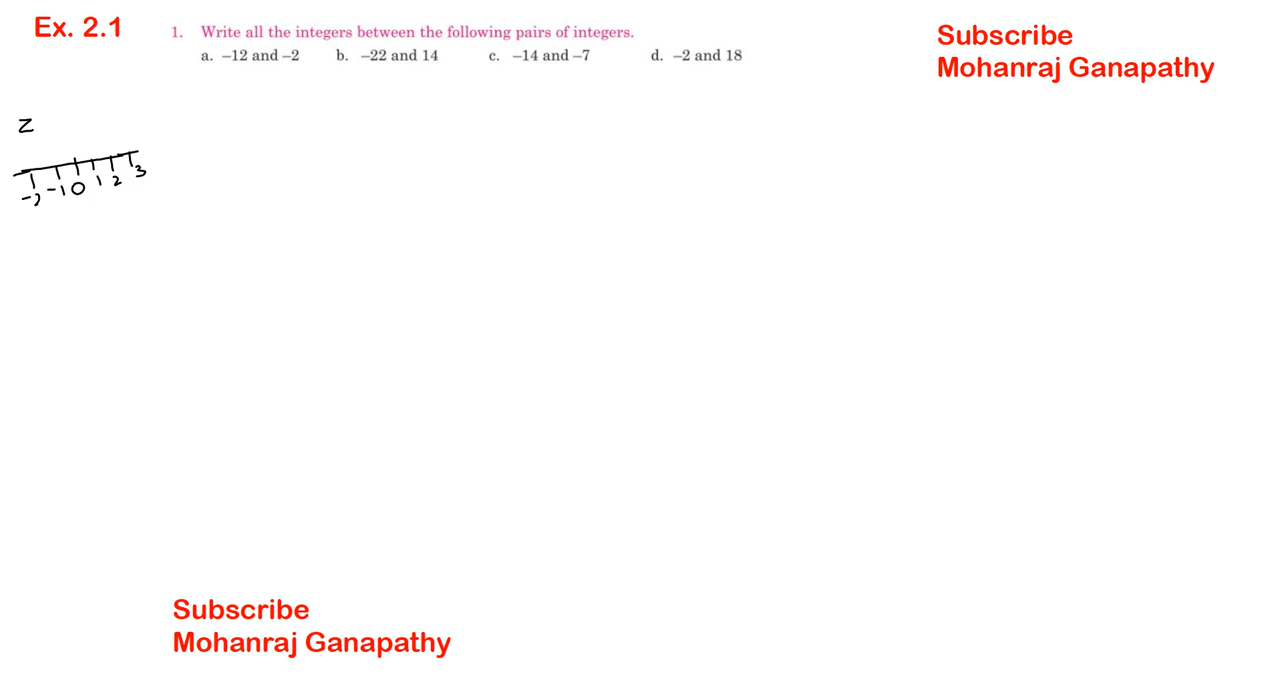 Ex. 2.1
1. Write all the integers between the following pairs of integers.
a. –12 and –2 b. –22 and 14 c. –14 and –7 d. –2 and 18
Subscribe
Mohanraj Ganapathy
Z
-2 -1 0 1 2 3
Subscribe
Mohanraj Ganapathy